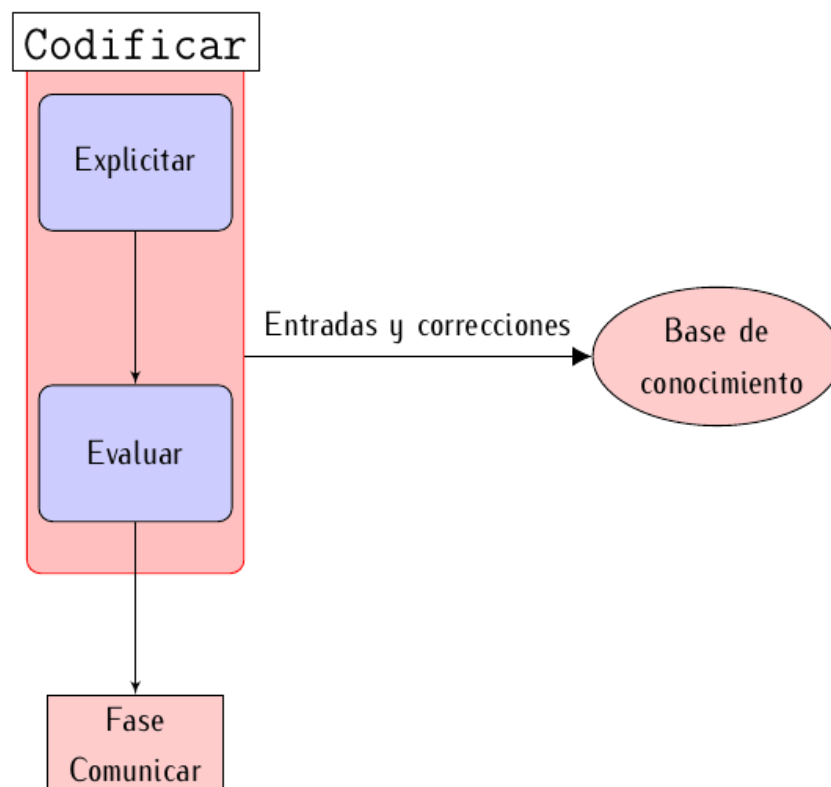 Codificar
Explicitar
Entradas y correcciones
Base de
conocimiento
Evaluar
Fase
Comunicar